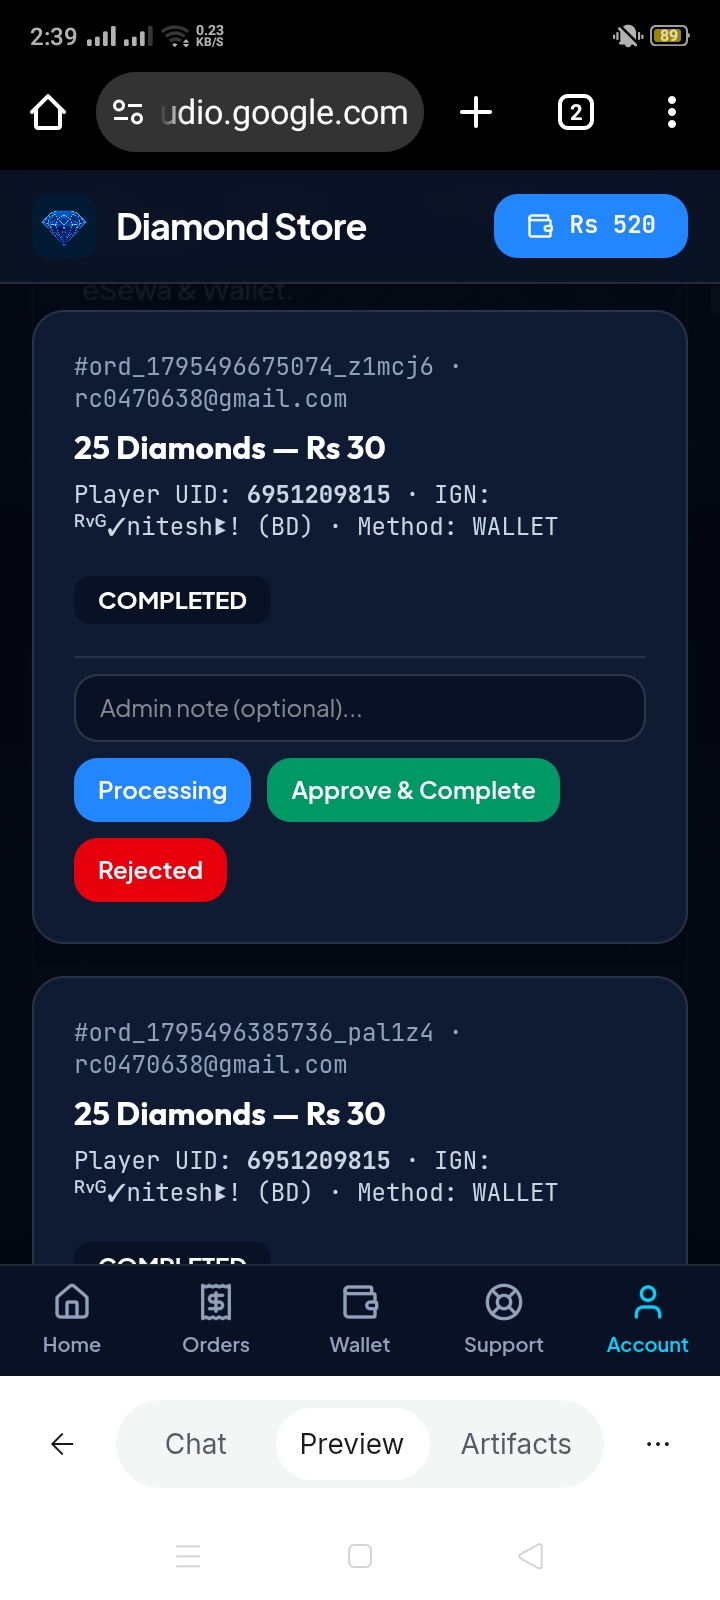 2:39
0.23
KB/S
89
udio.google.com
2
Diamond Store
Rs 520
eSewa & Wallet.
#ord_1795496675074_z1mcj6 ·
rc0470638@gmail.com
25 Diamonds — Rs 30
Player UID: 6951209815 · IGN:
ᴿᵛᴳ✓nitesh⪢! (BD) · Method: WALLET
COMPLETED
Admin note (optional)...
Processing
Approve & Complete
Rejected
#ord_1795496385736_pal1z4 ·
rc0470638@gmail.com
25 Diamonds — Rs 30
Player UID: 6951209815 · IGN:
ᴿᵛᴳ✓nitesh⪢! (BD) · Method: WALLET
COMPLETED
Home
Orders
Wallet
Support
Account
Chat
Preview
Artifacts